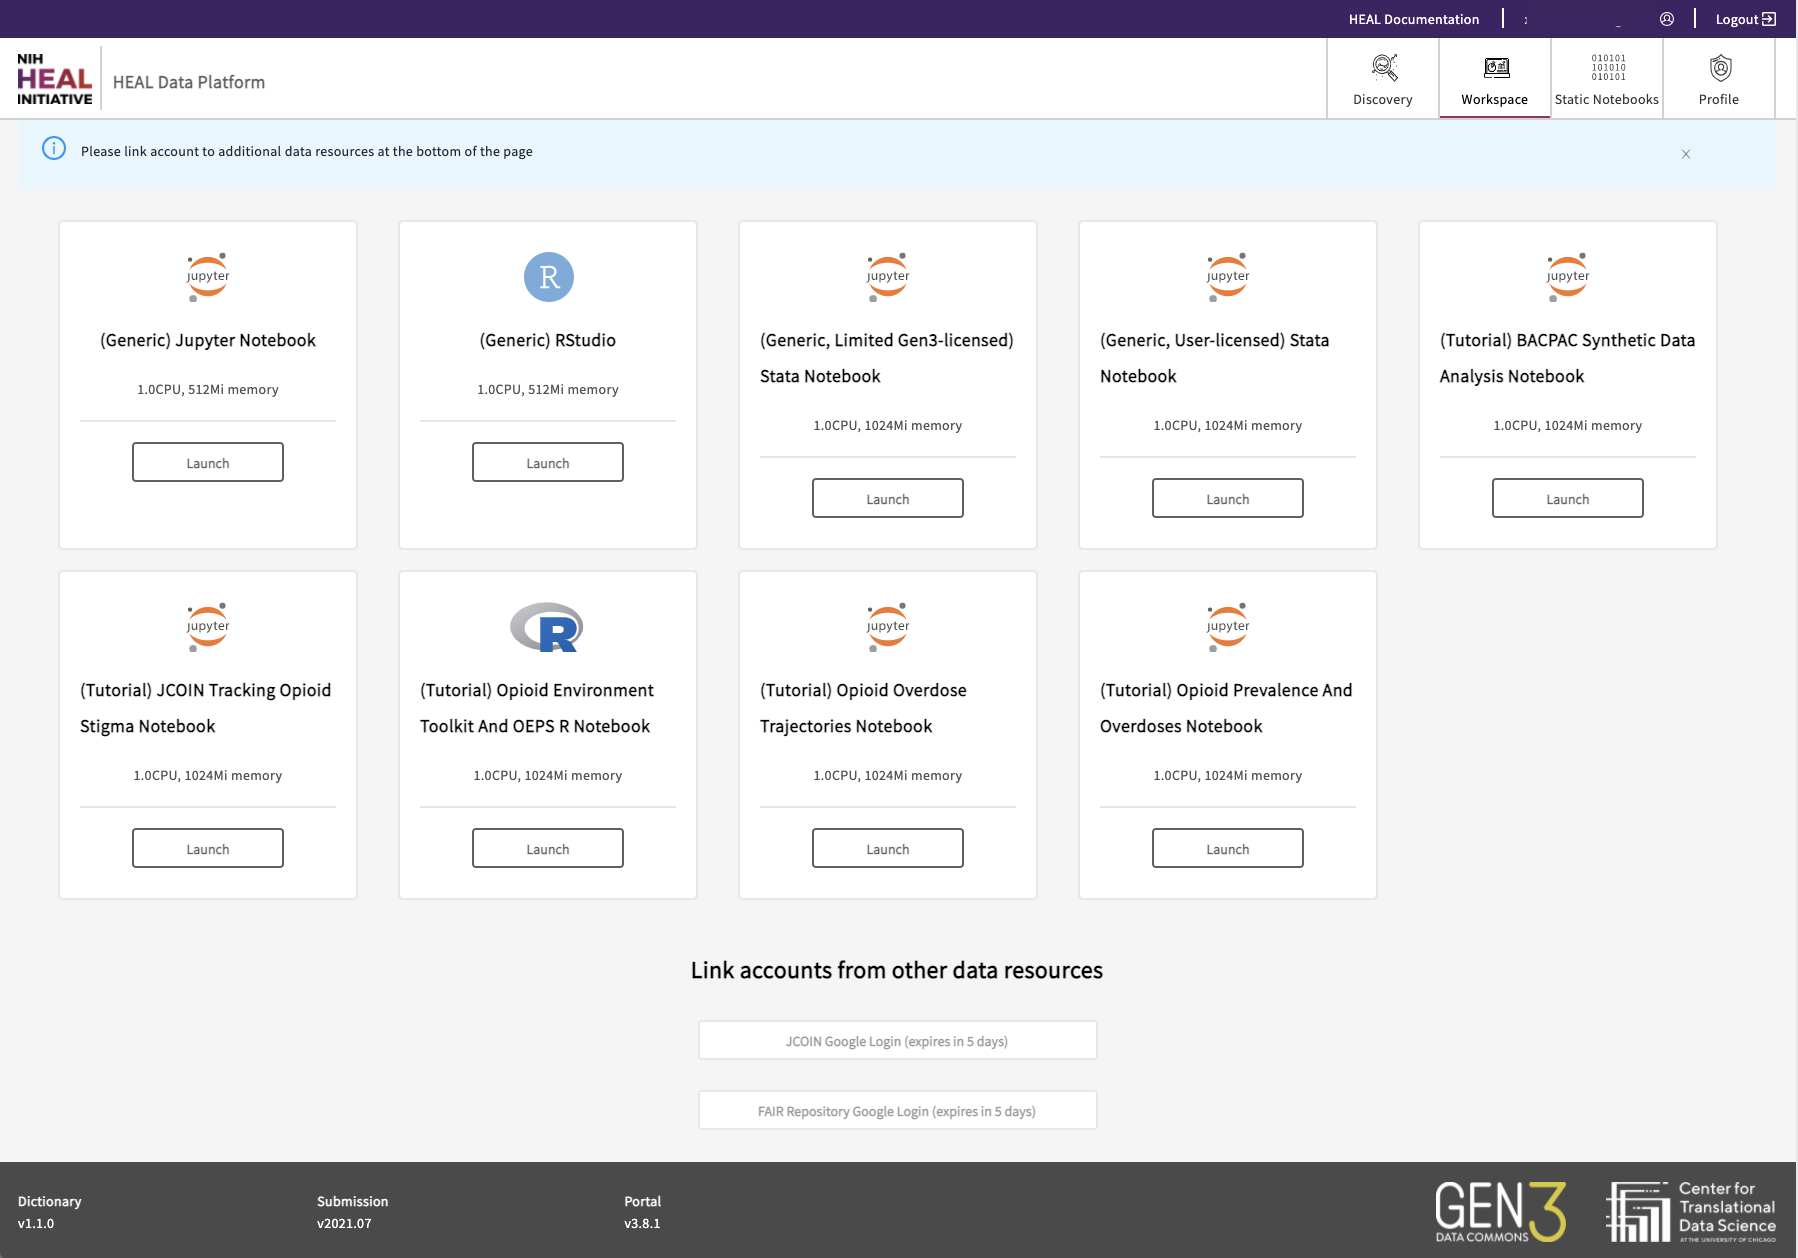 HEAL Documentation
Logout
NIH
HEAL
INITIATIVE
HEAL Data Platform
Discovery
Workspace
010101
101010
010101
Static Notebooks
Profile
Please link account to additional data resources at the bottom of the page
jupyter
(Generic) Jupyter Notebook
1.0CPU, 512Mi memory
Launch
R
(Generic) RStudio
1.0CPU, 512Mi memory
Launch
jupyter
(Generic, Limited Gen3-licensed)
Stata Notebook
1.0CPU, 1024Mi memory
Launch
jupyter
(Generic, User-licensed) Stata
Notebook
1.0CPU, 1024Mi memory
Launch
jupyter
(Tutorial) BACPAC Synthetic Data
Analysis Notebook
1.0CPU, 1024Mi memory
Launch
jupyter
(Tutorial) JCOIN Tracking Opioid
Stigma Notebook
1.0CPU, 1024Mi memory
Launch
R
(Tutorial) Opioid Environment
Toolkit And OEPS R Notebook
1.0CPU, 1024Mi memory
Launch
jupyter
(Tutorial) Opioid Overdose
Trajectories Notebook
1.0CPU, 1024Mi memory
Launch
jupyter
(Tutorial) Opioid Prevalence And
Overdoses Notebook
1.0CPU, 1024Mi memory
Launch
Link accounts from other data resources
JCOIN Google Login (expires in 5 days)
FAIR Repository Google Login (expires in 5 days)
Dictionary
v1.1.0
Submission
v2021.07
Portal
v3.8.1
GEN3
DATA COMMONS
Center for
Translational
Data Science
AT THE UNIVERSITY OF CHICAGO